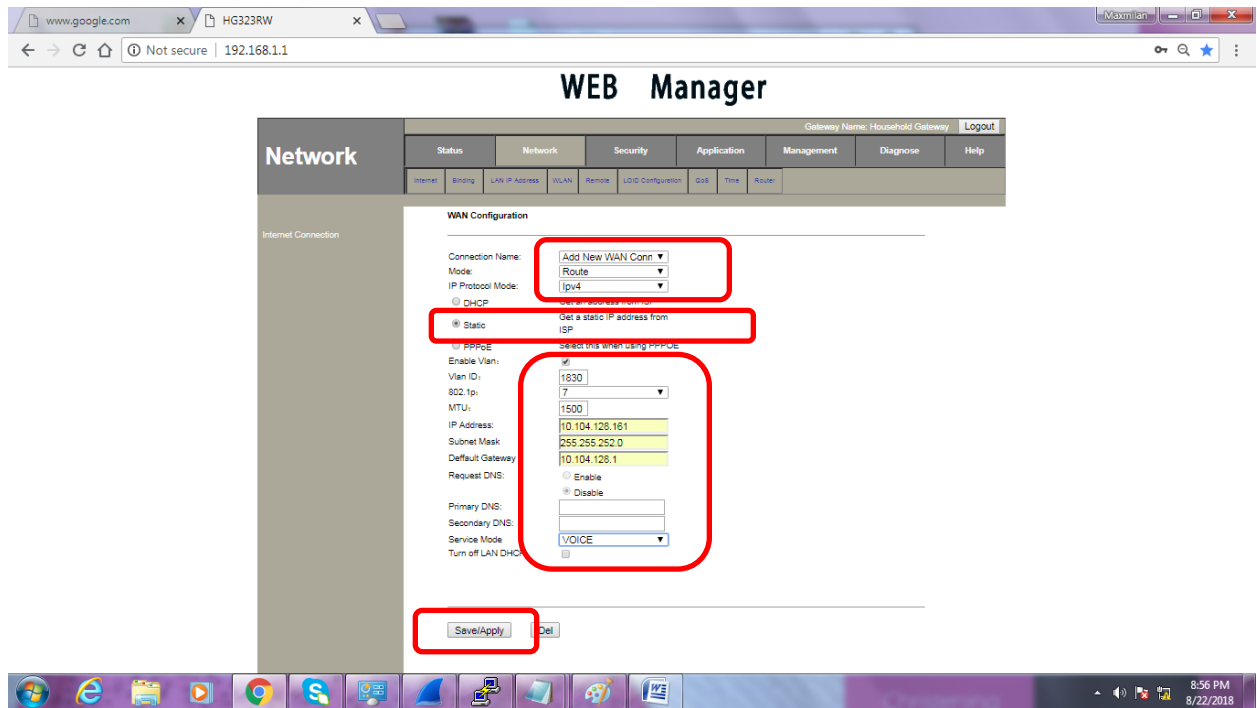 www.google.com
HG323RW
Maxmilan
Not secure | 192.168.1.1
WEB Manager
Gateway Name: Household Gateway Logout
Network
Status Network Security Application Management Diagnose Help
Internet Binding LAN IP Address WLAN Remote LOID Configuration QoS Time Router
Internet Connection
WAN Configuration
Connection Name: Add New WAN Conn
Mode: Route
IP Protocol Mode: Ipv4
DHCP Get an address from ISP
Static Get a static IP address from
ISP
PPPoE Select this when using PPPOE
Enable Vlan:
Vlan ID: 1830
802.1p: 7
MTU: 1500
IP Address: 10.104.128.161
Subnet Mask 255.255.252.0
Deffault Gateway 10.104.128.1
Request DNS: Enable
Disable
Primary DNS:
Secondary DNS:
Service Mode VOICE
Turn off LAN DHCP
Save/Apply Del
8:56 PM
8/22/2018